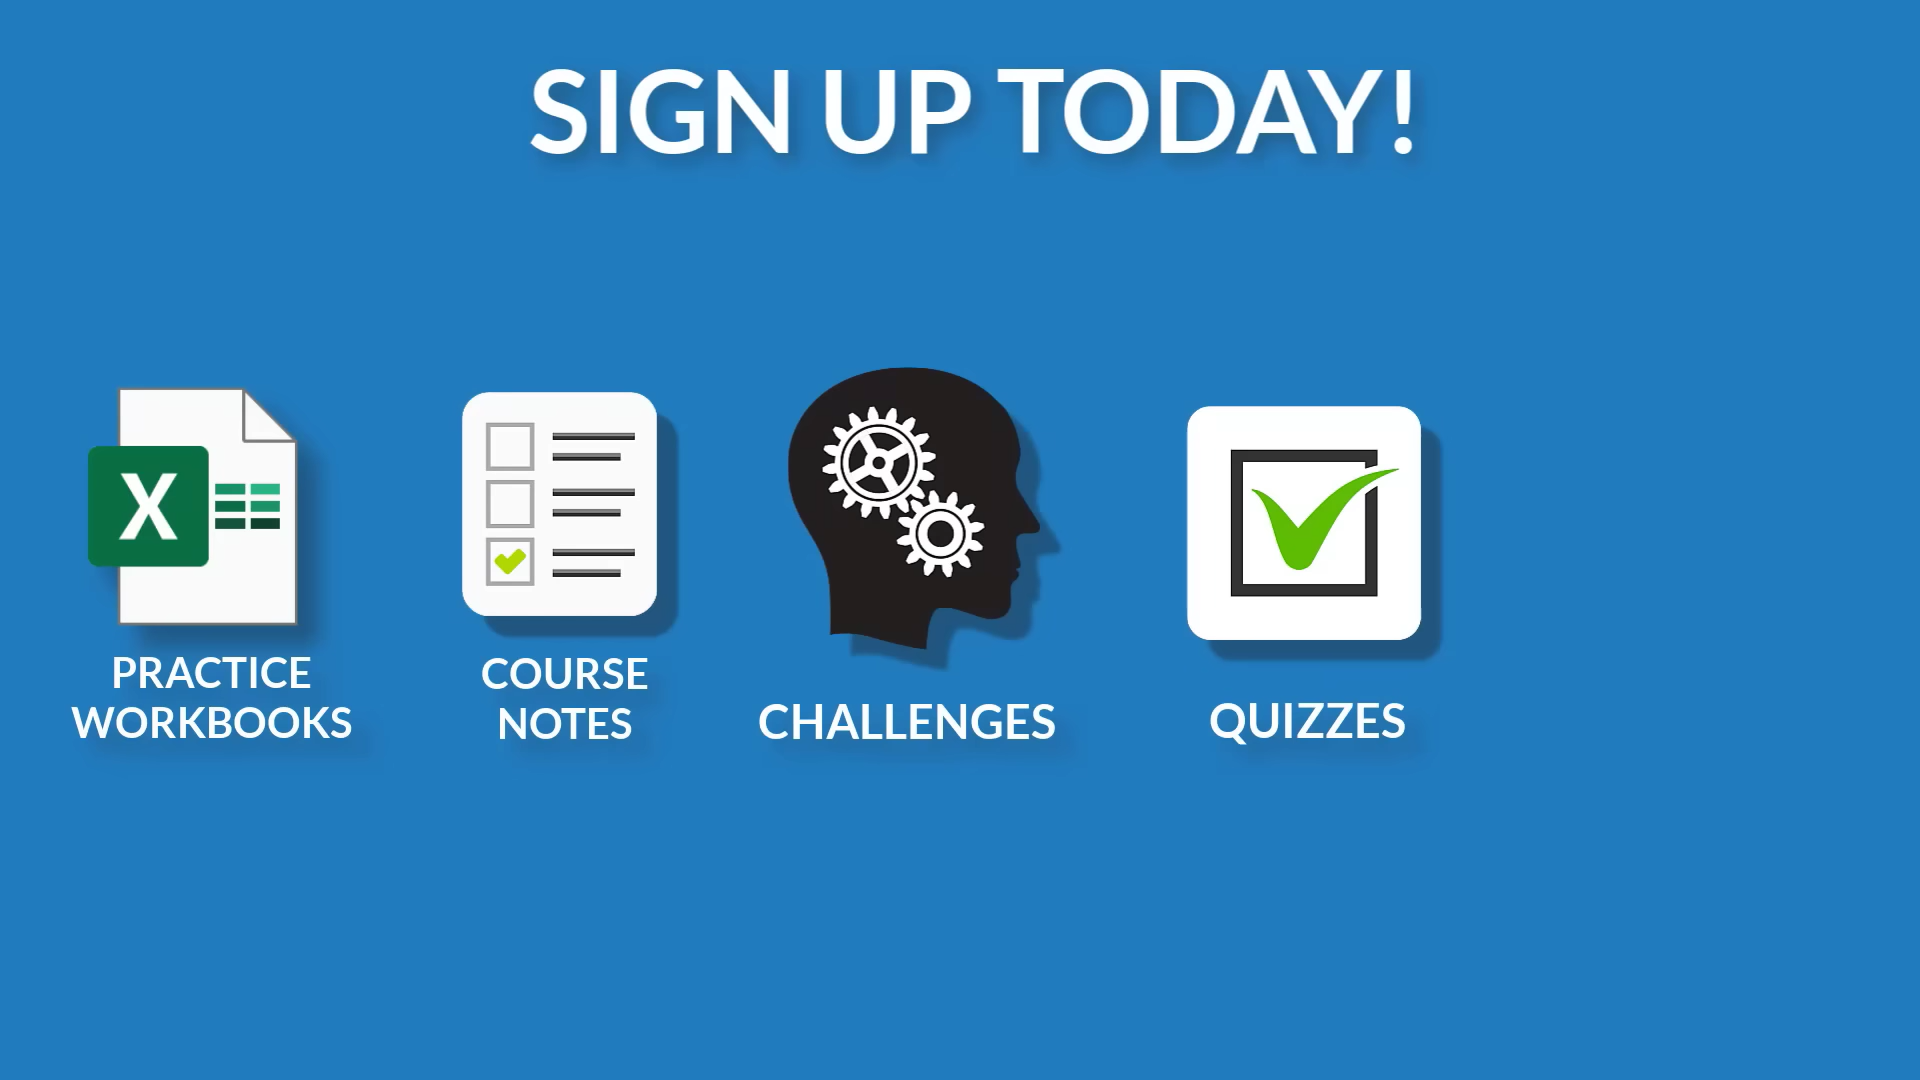 SIGN UP TODAY!
X
PRACTICE
WORKBOOKS
COURSE
NOTES
CHALLENGES
QUIZZES